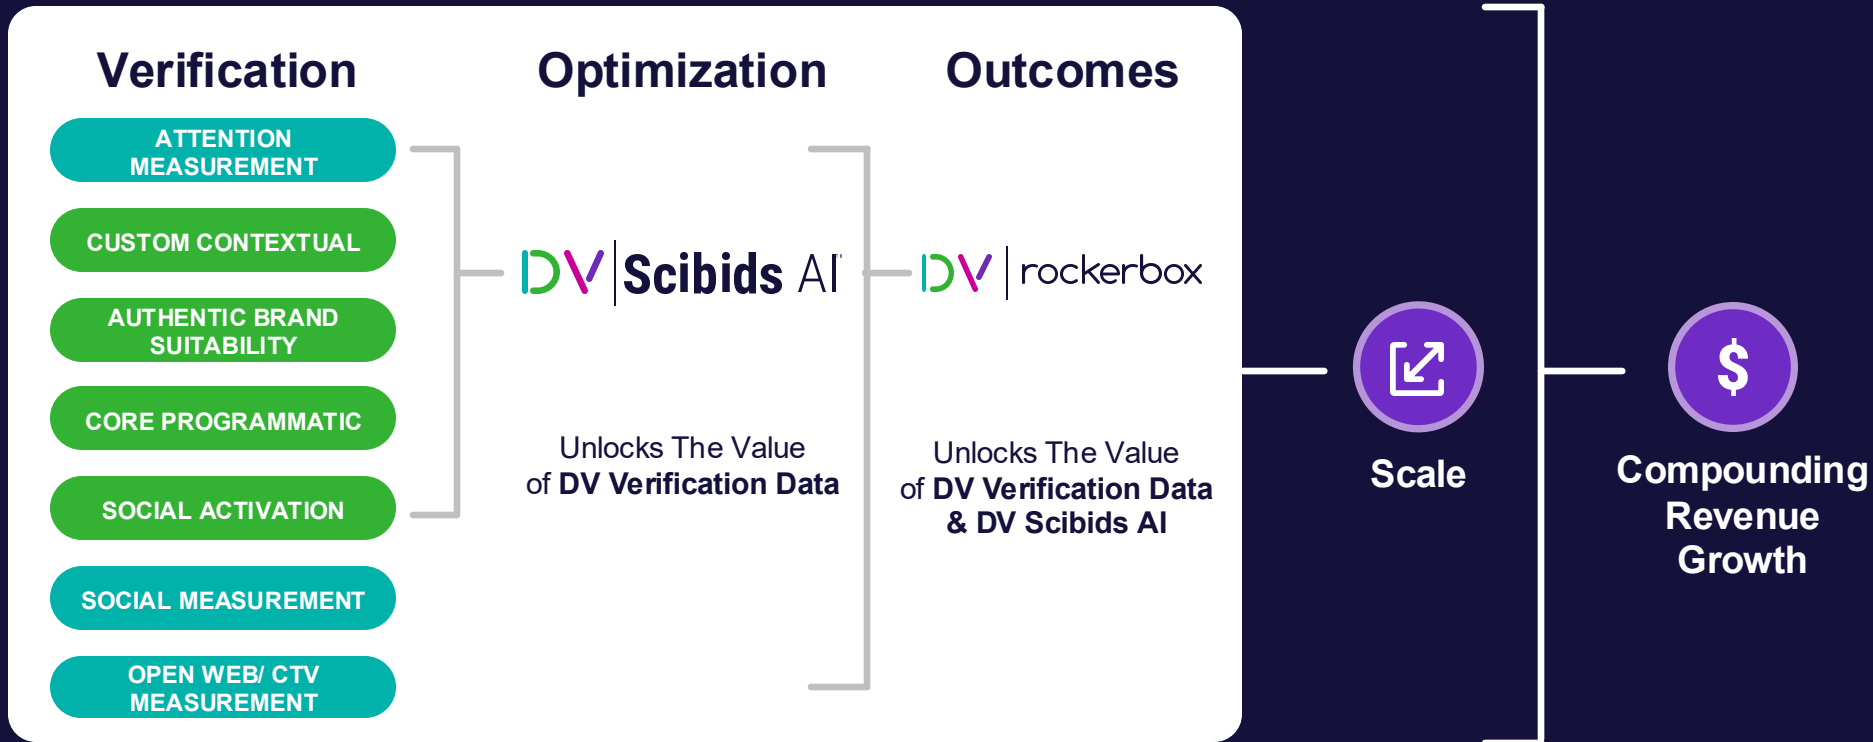 Verification
ATTENTION
MEASUREMENT
CUSTOM CONTEXTUAL
AUTHENTIC BRAND
SUITABILITY
CORE PROGRAMMATIC
SOCIAL ACTIVATION
SOCIAL MEASUREMENT
OPEN WEB/ CTV
MEASUREMENT
Optimization
DV Scibids AI
Unlocks The Value
of DV Verification Data
Outcomes
DV rockerbox
Unlocks The Value
of DV Verification Data
& DV Scibids AI
Scale
$
Compounding
Revenue
Growth